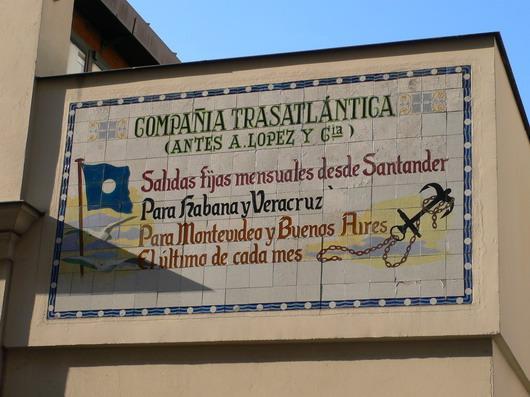 COMPAÑIA TRASATLÁNTICA
(ANTES A. LOPEZ Y Cia)
Salidas fijas mensuales desde Santander
Para Habana y Veracruz
Para Montevideo y Buenos Aires
El último de cada mes